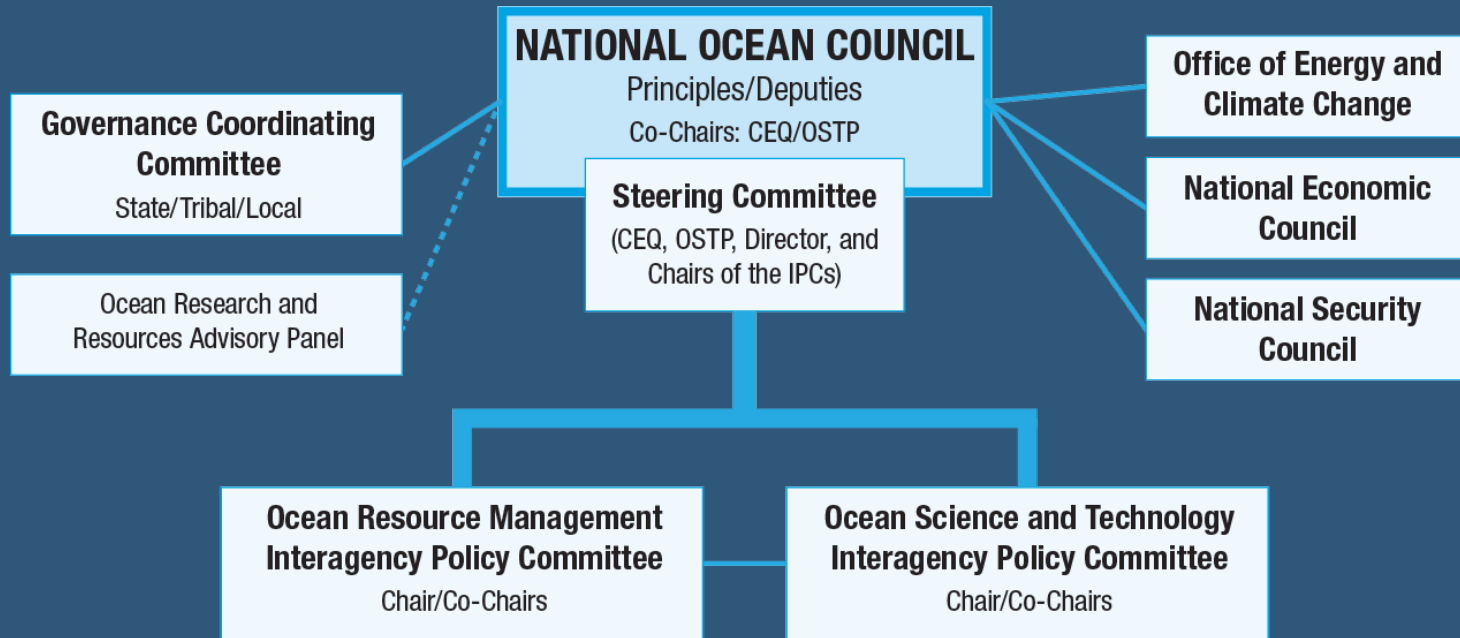 NATIONAL OCEAN COUNCIL
Principles/Deputies
Co-Chairs: CEQ/OSTP
Steering Committee
(CEQ, OSTP, Director, and
Chairs of the IPCs)
Governance Coordinating
Committee
State/Tribal/Local
Ocean Research and
Resources Advisory Panel
Office of Energy and
Climate Change
National Economic
Council
National Security
Council
Ocean Resource Management
Interagency Policy Committee
Chair/Co-Chairs
Ocean Science and Technology
Interagency Policy Committee
Chair/Co-Chairs